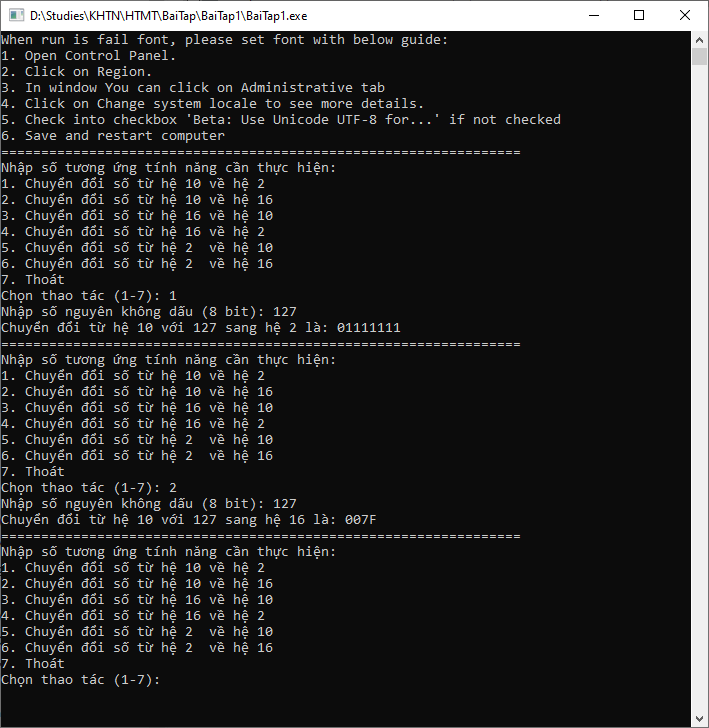 D:\Studies\KHTN\HTMT\BaiTap\BaiTap1\BaiTap1.exe
When run is fail font, please set font with below guide:
1. Open Control Panel.
2. Click on Region.
3. In window You can click on Administrative tab
4. Click on Change system locale to see more details.
5. Check into checkbox 'Beta: Use Unicode UTF-8 for...' if not checked
6. Save and restart computer
=================================================================
Nhập số tương ứng tính năng cần thực hiện:
1. Chuyển đổi số từ hệ 10 về hệ 2
2. Chuyển đổi số từ hệ 10 về hệ 16
3. Chuyển đổi số từ hệ 16 về hệ 10
4. Chuyển đổi số từ hệ 16 về hệ 2
5. Chuyển đổi số từ hệ 2  về hệ 10
6. Chuyển đổi số từ hệ 2  về hệ 16
7. Thoát
Chọn thao tác (1-7): 1
Nhập số nguyên không dấu (8 bit): 127
Chuyển đổi từ hệ 10 với 127 sang hệ 2 là: 01111111
=================================================================
Nhập số tương ứng tính năng cần thực hiện:
1. Chuyển đổi số từ hệ 10 về hệ 2
2. Chuyển đổi số từ hệ 10 về hệ 16
3. Chuyển đổi số từ hệ 16 về hệ 10
4. Chuyển đổi số từ hệ 16 về hệ 2
5. Chuyển đổi số từ hệ 2  về hệ 10
6. Chuyển đổi số từ hệ 2  về hệ 16
7. Thoát
Chọn thao tác (1-7): 2
Nhập số nguyên không dấu (8 bit): 127
Chuyển đổi từ hệ 10 với 127 sang hệ 16 là: 007F
=================================================================
Nhập số tương ứng tính năng cần thực hiện:
1. Chuyển đổi số từ hệ 10 về hệ 2
2. Chuyển đổi số từ hệ 10 về hệ 16
3. Chuyển đổi số từ hệ 16 về hệ 10
4. Chuyển đổi số từ hệ 16 về hệ 2
5. Chuyển đổi số từ hệ 2  về hệ 10
6. Chuyển đổi số từ hệ 2  về hệ 16
7. Thoát
Chọn thao tác (1-7):